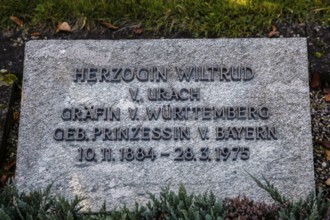 HERZOGIN WILTRUD
V. URACH
GRÄFIN V. WÜRTTEMBERG
GEB. PRINZESSIN V. BAYERN
10.11.1884 – 28.3.1975